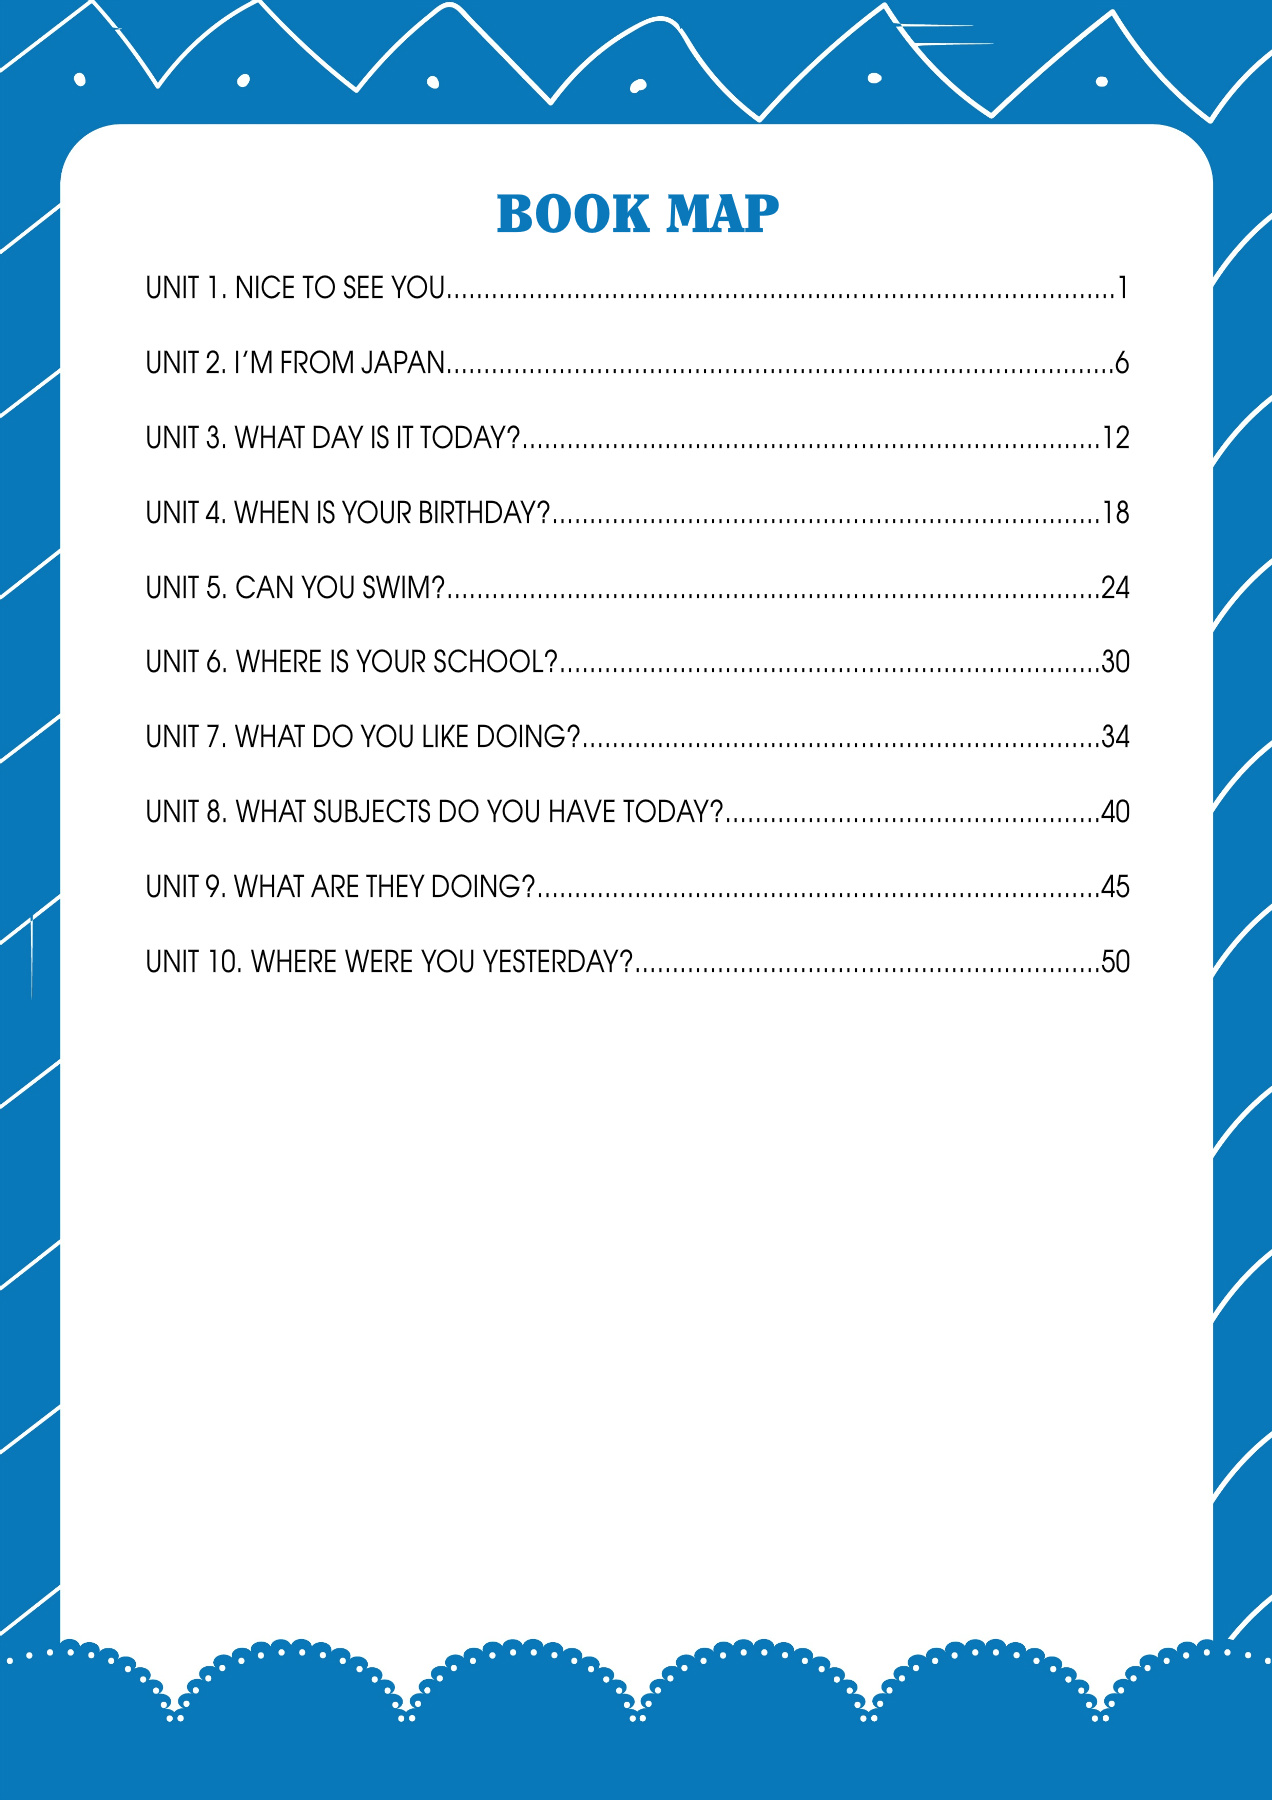 BOOK MAP
UNIT 1. NICE TO SEE YOU.........................................................................................1
UNIT 2. I'M FROM JAPAN.........................................................................................6
UNIT 3. WHAT DAY IS IT TODAY?.............................................................................12
UNIT 4. WHEN IS YOUR BIRTHDAY?.........................................................................18
UNIT 5. CAN YOU SWIM?.......................................................................................24
UNIT 6. WHERE IS YOUR SCHOOL?........................................................................30
UNIT 7. WHAT DO YOU LIKE DOING?.....................................................................34
UNIT 8. WHAT SUBJECTS DO YOU HAVE TODAY?..................................................40
UNIT 9. WHAT ARE THEY DOING?...........................................................................45
UNIT 10. WHERE WERE YOU YESTERDAY?..............................................................50